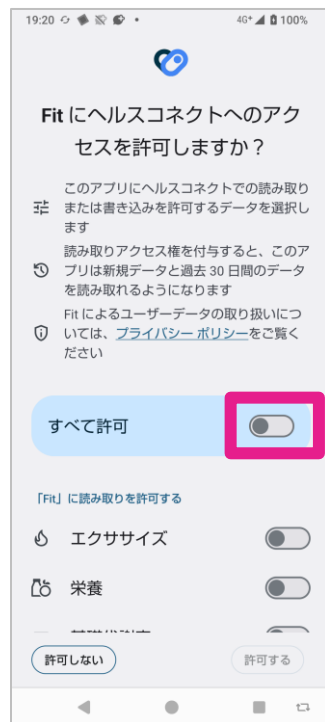 19:20
4G+ 100%
Fit にヘルスコネクトへのアク
セスを許可しますか？
このアプリにヘルスコネクトでの読み取り
または書き込みを許可するデータを選択し
ます
読み取りアクセス権を付与すると、このア
プリは新規データと過去 30 日間のデータ
を読み取れるようになります
Fit によるユーザーデータの取り扱いにつ
いては、プライバシー ポリシーをご覧く
ださい
すべて許可
「Fit」に読み取りを許可する
エクササイズ
栄養
許可しない
許可する